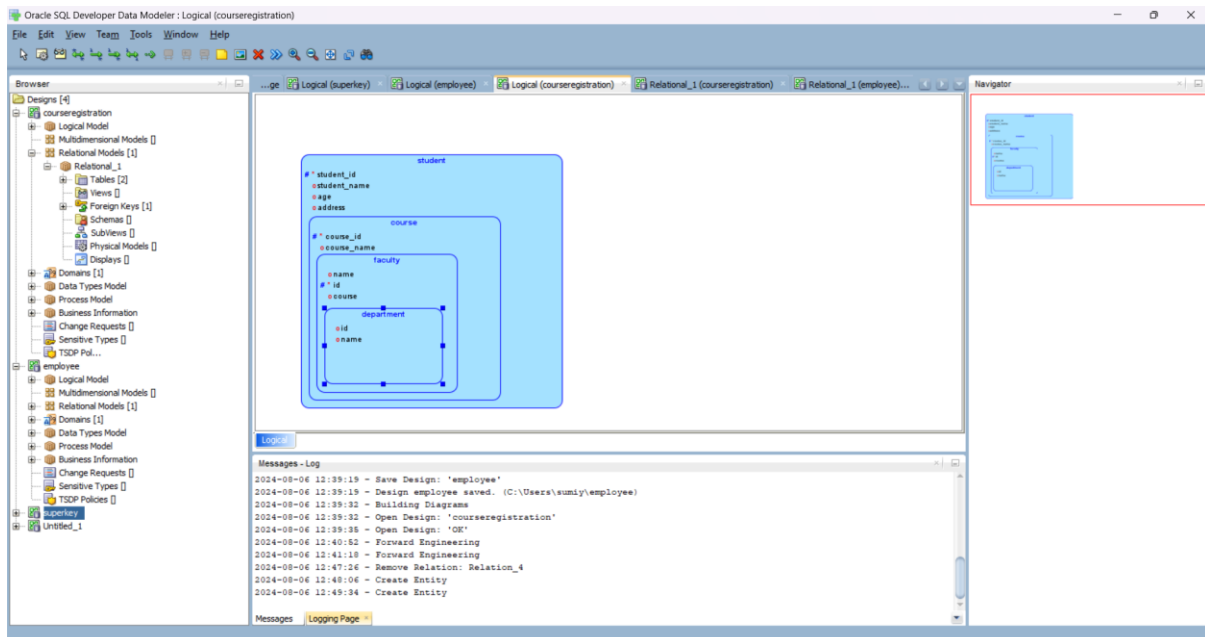 Oracle SQL Developer Data Modeler : Logical (courseregistration)
File Edit View Team Tools Window Help
Browser
Designs [4]
courseregistration
Logical Model
Multidimensional Models []
Relational Models [1]
Relational_1
Tables [2]
Views []
Foreign Keys [1]
Schemas []
SubViews []
Physical Models []
Displays []
Domains [1]
Data Types Model
Process Model
Business Information
Change Requests []
Sensitive Types []
TSDP Pol...
employee
Logical Model
Multidimensional Models []
Relational Models [1]
Domains [1]
Data Types Model
Process Model
Business Information
Change Requests []
Sensitive Types []
TSDP Policies []
superkey
Untitled_1
...ge Logical (superkey) Logical (employee) Logical (courseregistration) Relational_1 (courseregistration) Relational_1 (employee)...
student
# * student_id
o student_name
o age
o address
course
# * course_id
o course_name
faculty
o name
# * id
o course
department
o id
o name
Logical
Messages - Log
2024-08-06 12:39:19 - Save Design: 'employee'
2024-08-06 12:39:19 - Design employee saved. (C:\Users\sumiy\employee)
2024-08-06 12:39:32 - Building Diagrams
2024-08-06 12:39:32 - Open Design: 'courseregistration'
2024-08-06 12:39:35 - Open Design: 'OK'
2024-08-06 12:40:52 - Forward Engineering
2024-08-06 12:41:18 - Forward Engineering
2024-08-06 12:47:26 - Remove Relation: Relation_4
2024-08-06 12:48:06 - Create Entity
2024-08-06 12:49:34 - Create Entity
Messages Logging Page
Navigator